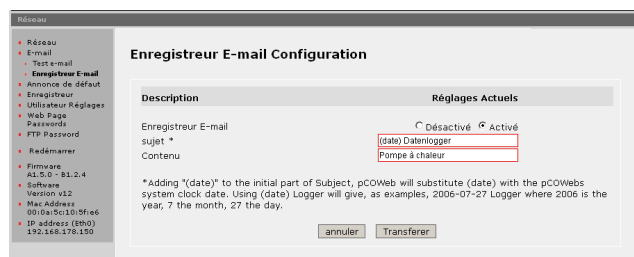 Réseau
Réseau
E-mail
Test e-mail
Enregistreur E-mail
Annonce de défaut
Enregistreur
Utilisateur Réglages
Web Page
Passwords
FTP Password
Redémarrer
Firmware
A1.5.0 - B1.2.4
Software
Version v12
Mac Address
00:0a:5c:10:5f:e6
IP address (Eth0)
192.168.178.150
Enregistreur E-mail Configuration
Description Réglages Actuels
Enregistreur E-mail Désactivé Activé
sujet * (date) Datenlogger
Contenu Pompe à chaleur
*Adding "(date)" to the initial part of Subject, pCOWeb will substitute (date) with the pCOWebs
system clock date. Using (date) Logger will give, as examples, 2006-07-27 Logger where 2006 is the
year, 7 the month, 27 the day.
annuler Transferer